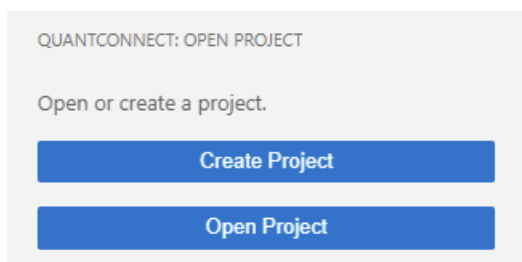 QUANTCONNECT: OPEN PROJECT
Open or create a project.
Create Project
Open Project